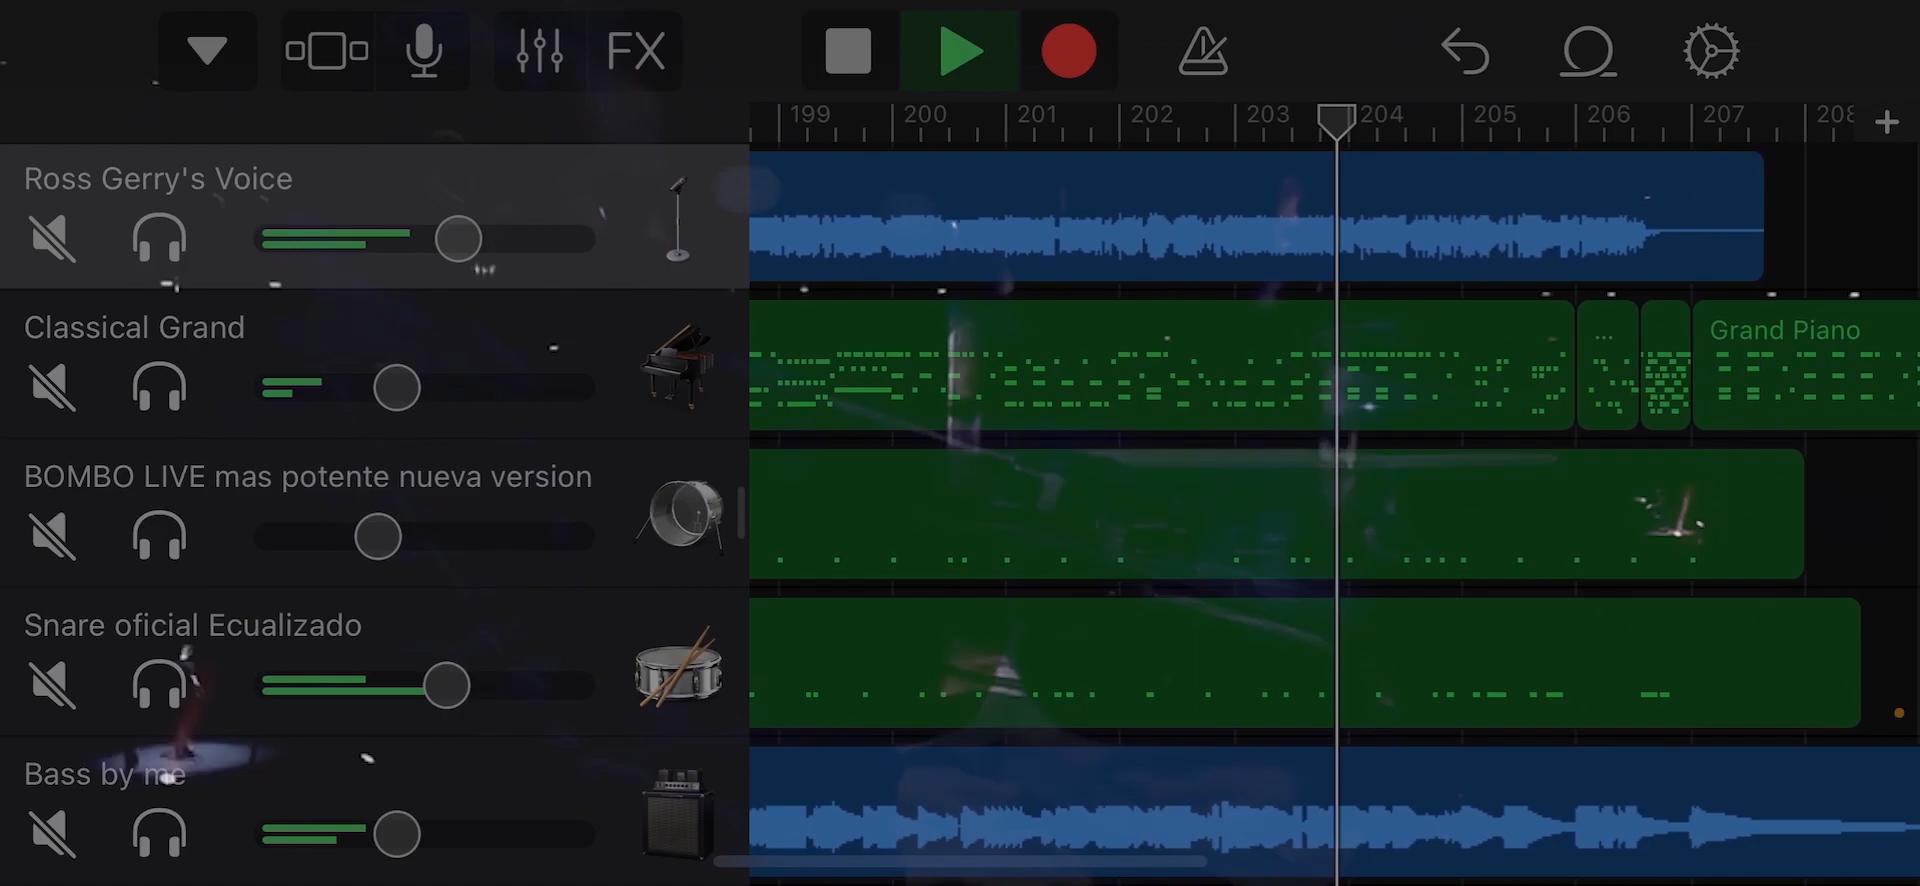 FX
199 200 201 202 203 204 205 206 207 208
Ross Gerry's Voice
Classical Grand
...
Grand Piano
BOMBO LIVE mas potente nueva version
Snare oficial Ecualizado
Bass by me